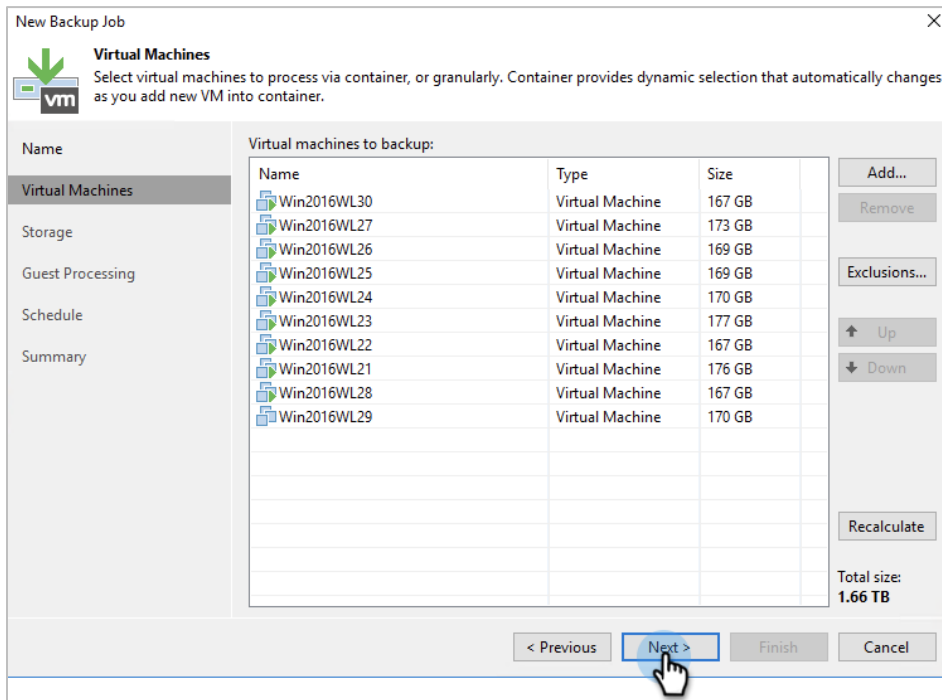 New Backup Job
Virtual Machines
Select virtual machines to process via container, or granularly. Container provides dynamic selection that automatically changes
as you add new VM into container.
vm
Name
Virtual Machines
Storage
Guest Processing
Schedule
Summary
Virtual machines to backup:
Name Type Size
Win2016WL30 Virtual Machine 167 GB
Win2016WL27 Virtual Machine 173 GB
Win2016WL26 Virtual Machine 169 GB
Win2016WL25 Virtual Machine 169 GB
Win2016WL24 Virtual Machine 170 GB
Win2016WL23 Virtual Machine 177 GB
Win2016WL22 Virtual Machine 167 GB
Win2016WL21 Virtual Machine 176 GB
Win2016WL28 Virtual Machine 167 GB
Win2016WL29 Virtual Machine 170 GB
Add...
Remove
Exclusions...
Up
Down
Recalculate
Total size:
1.66 TB
< Previous Next > Finish Cancel